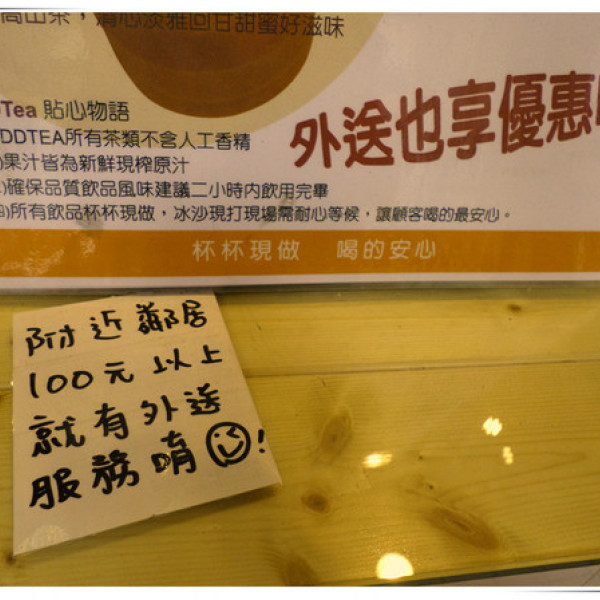 高山茶，清心淡雅回甘甜蜜好滋味
Tea 貼心物語
DDTEA所有茶類不含人工香精
)果汁皆為新鮮現榨原汁
)確保品質飲品風味建議二小時內飲用完畢
)所有飲品杯杯現做，冰沙現打現場需耐心等候，讓顧客喝的最安心。
外送也享優惠
杯杯現做 喝的安心
附近鄰居
100元以上
就有外送
服務唷!